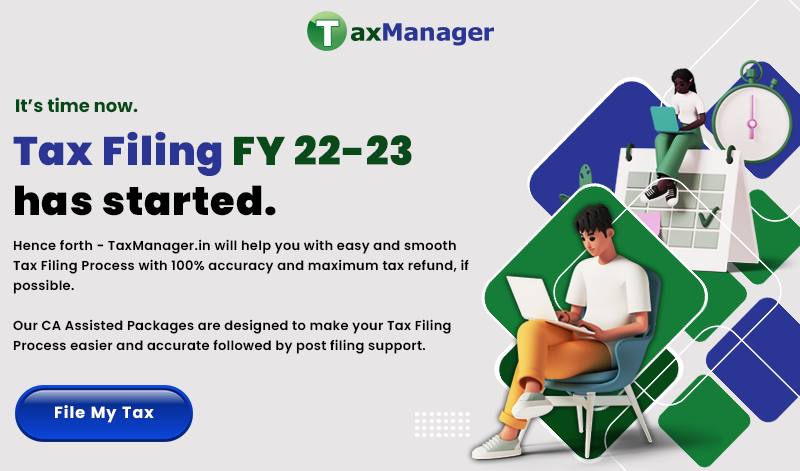 TaxManager
It's time now.
Tax Filing FY 22-23
has started.
Hence forth - TaxManager.in will help you with easy and smooth
Tax Filing Process with 100% accuracy and maximum tax refund, if
possible.
Our CA Assisted Packages are designed to make your Tax Filing
Process easier and accurate followed by post filing support.
File My Tax